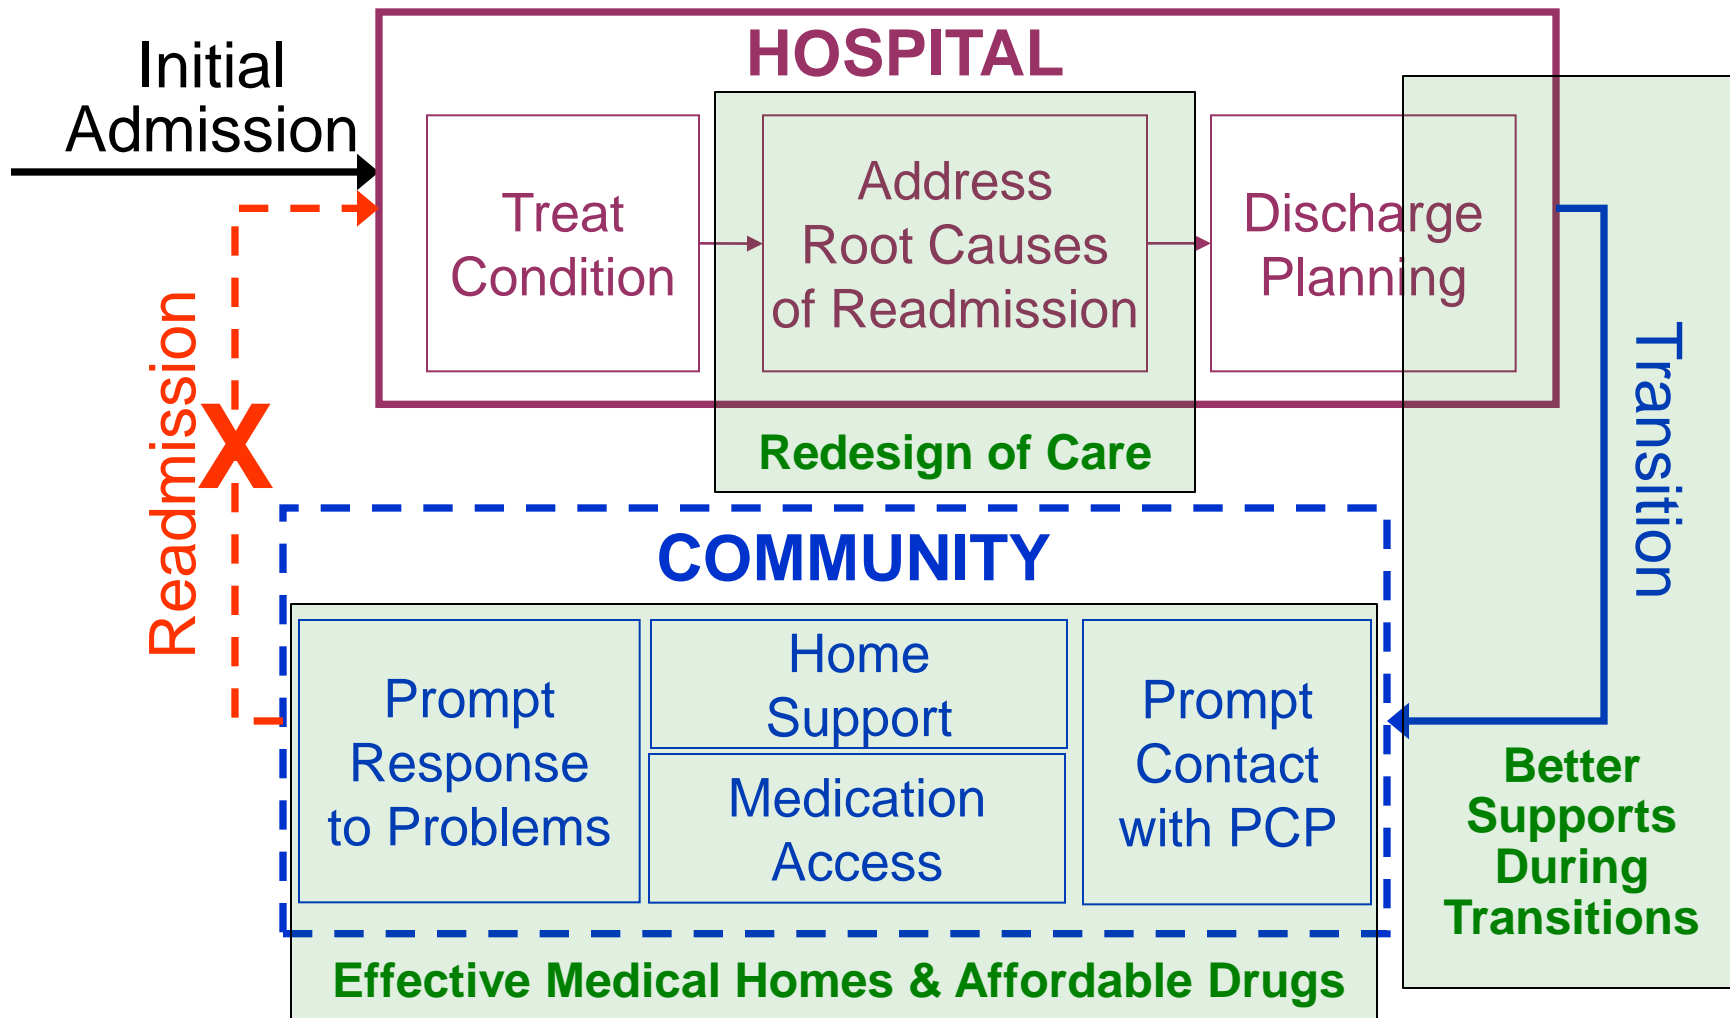 Initial
Admission
HOSPITAL
Treat
Condition
Address
Root Causes
of Readmission
Discharge
Planning
Redesign of Care
Transition
Readmission
X
COMMUNITY
Prompt
Response
to Problems
Home
Support
Medication
Access
Prompt
Contact
with PCP
Better
Supports
During
Transitions
Effective Medical Homes & Affordable Drugs